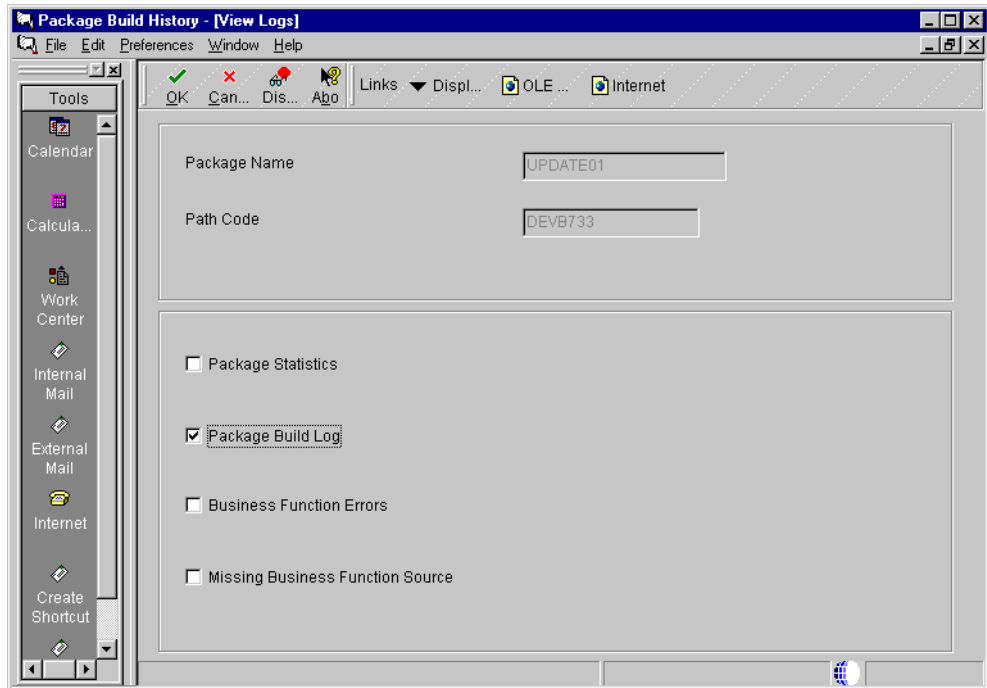 Package Build History - [View Logs]
File Edit Preferences Window Help
Tools
OK Can... Dis... Abo Links Displ... OLE ... Internet
Calendar
Calcula...
Work
Center
Internal
Mail
External
Mail
Internet
Create
Shortcut
Package Name UPDATE01
Path Code DEVB733
Package Statistics
Package Build Log
Business Function Errors
Missing Business Function Source